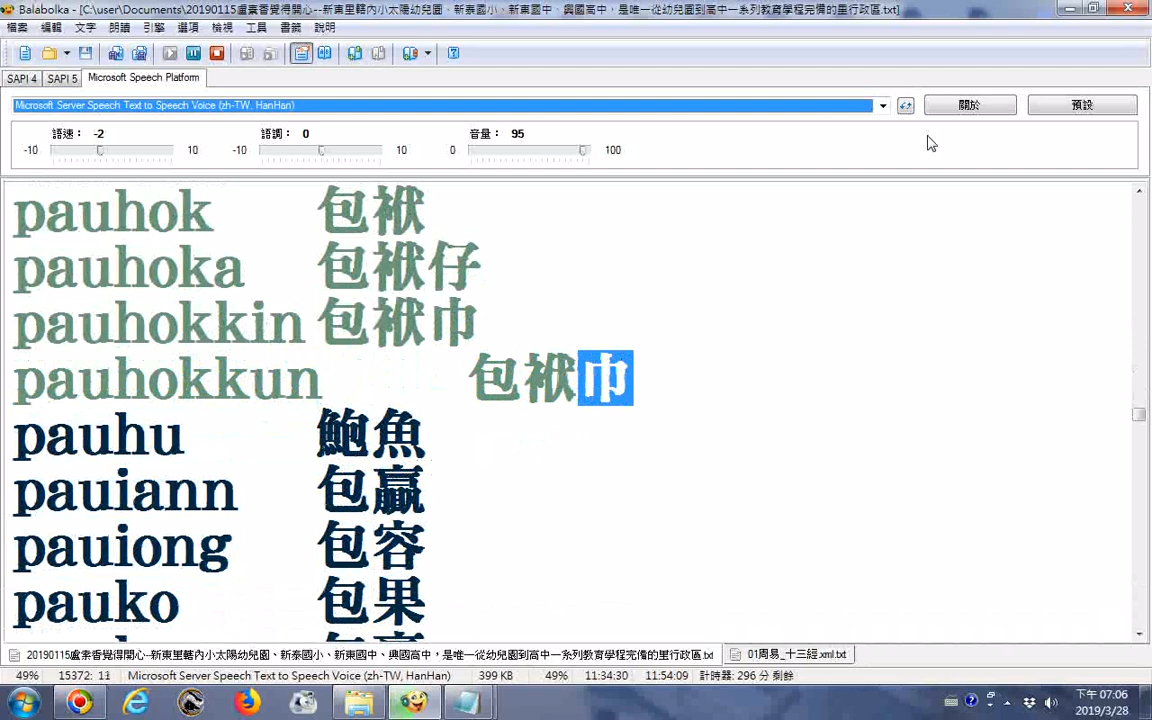 Balabolka - [C:\user\Documents\20190115盧素香覺得開心--新東里轄內小太陽幼兒園、新泰國小、新東國中、興國高中，是唯一從幼兒園到高中一系列教育學程完備的里行政區.txt]
檔案 編輯 文字 朗讀 引擎 選項 檢視 工具 書籤 說明
SAPI 4 SAPI 5 Microsoft Speech Platform
Microsoft Server Speech Text to Speech Voice (zh-TW, HanHan) 關於 預設
語速： -2 語調： 0 音量： 95
-10 10 -10 10 0 100
pauhok 包袱
pauhoka 包袱仔
pauhokkin 包袱巾
pauhokkun 包袱巾
pauhu 鮑魚
pauiann 包贏
pauiong 包容
pauko 包果
20190115盧素香覺得開心--新東里轄內小太陽幼兒園、新泰國小、新東國中、興國高中，是唯一從幼兒園到高中一系列教育學程完備的里行政區.txt 01周易_十三經.xml.txt
49% 15372: 11 Microsoft Server Speech Text to Speech Voice (zh-TW, HanHan) 399 KB 49% 11:34:30 11:54:09 計時器: 296 分 剩餘
下午 07:06
2019/3/28